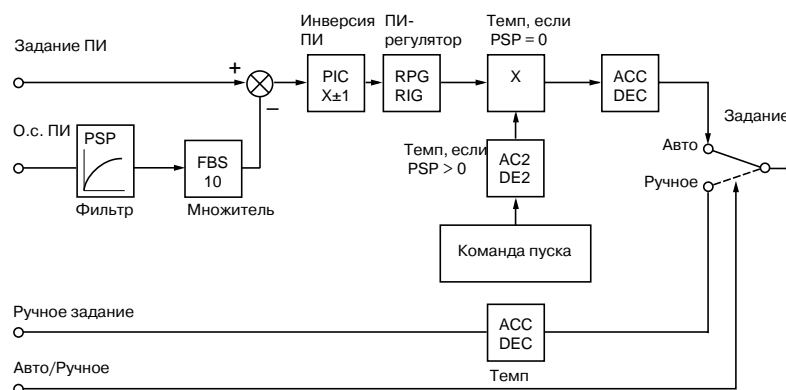 Инверсия
ПИ
ПИ-
регулятор
Темп, если
PSP = 0
Задание ПИ
+
–
PIC
X±1
RPG
RIG
X
ACC
DEC
Задание
О.с. ПИ
PSP
FBS
10
Фильтр
Множитель
Темп, если
PSP > 0
AC2
DE2
Авто
Ручное
Команда пуска
Ручное задание
ACC
DEC
Темп
Авто/Ручное